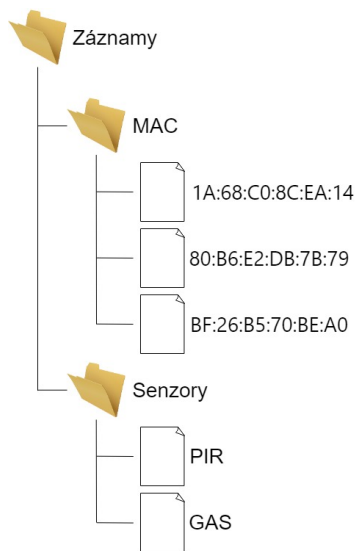 Záznamy
MAC
1A:68:C0:8C:EA:14
80:B6:E2:DB:7B:79
BF:26:B5:70:BE:A0
Senzory
PIR
GAS